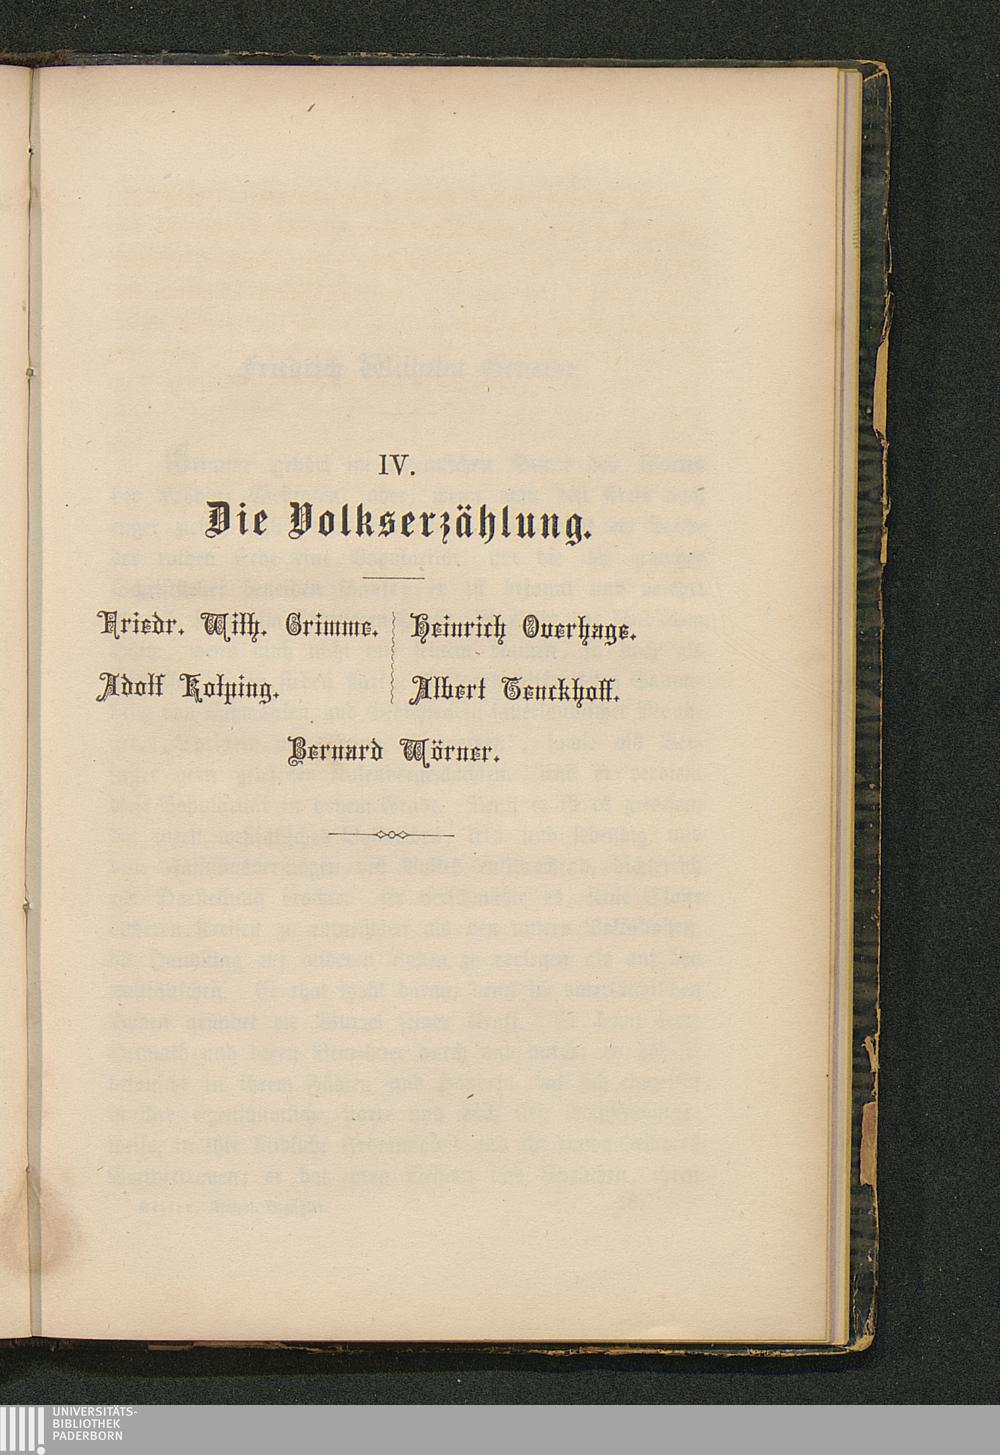 IV.
Die Volkserzählung.
Friedr. Wilh. Grimme.
Adolf Kolping.
Heinrich Overhage.
Albert Tenckhoff.
Bernard Wörner.
UNIVERSITÄTS-
BIBLIOTHEK
PADERBORN